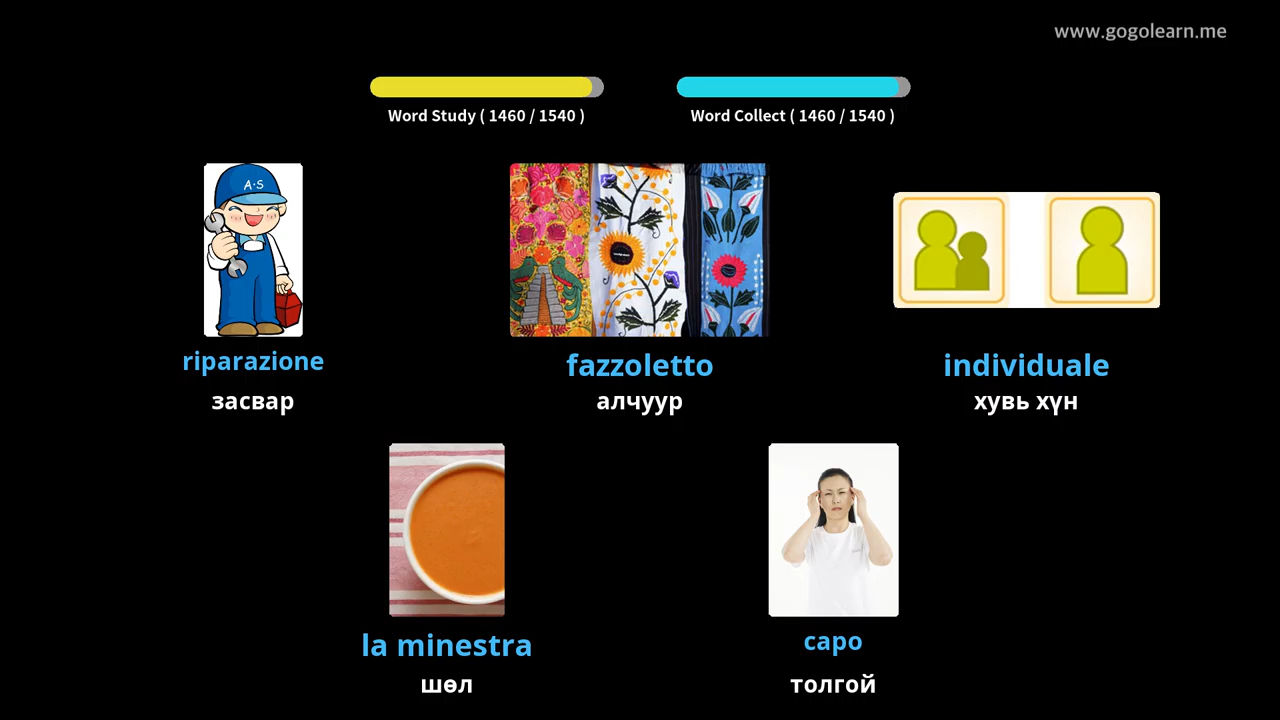 www.gogolearn.me
Word Study ( 1460 / 1540 )
Word Collect ( 1460 / 1540 )
A·S
riparazione
засвар
fazzoletto
алчуур
individuale
хувь хүн
la minestra
шөл
capo
толгой